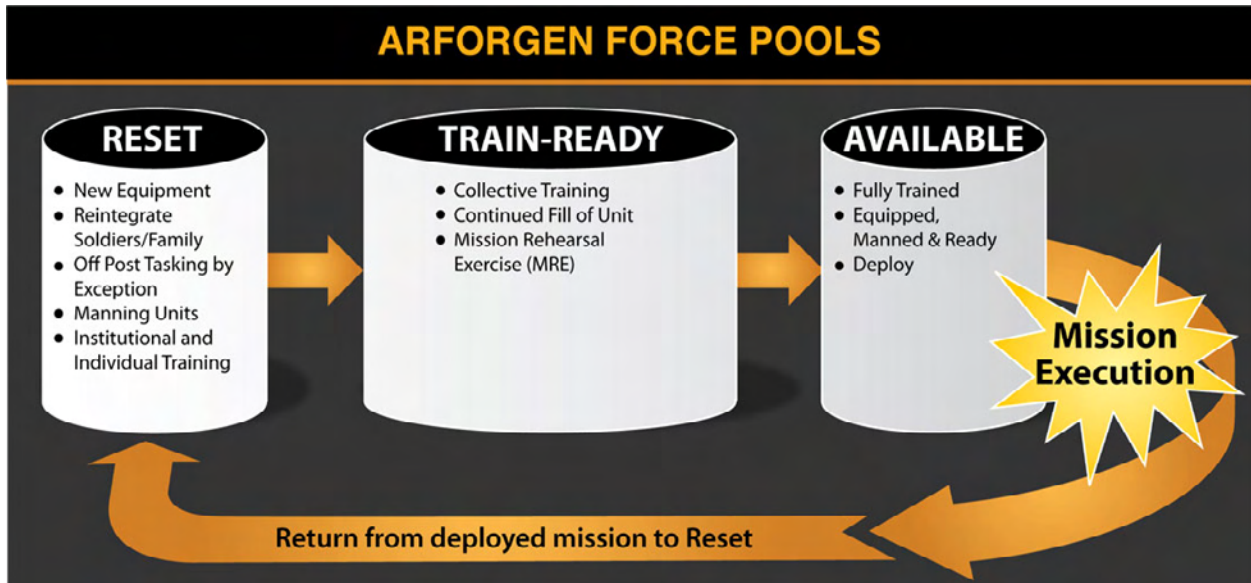 ARFORGEN FORCE POOLS
RESET
• New Equipment
• Reintegrate
Soldiers/Family
• Off Post Tasking by
Exception
• Manning Units
• Institutional and
Individual Training
TRAIN-READY
• Collective Training
• Continued Fill of Unit
• Mission Rehearsal
Exercise (MRE)
AVAILABLE
• Fully Trained
• Equipped,
Manned & Ready
• Deploy
Mission
Execution
Return from deployed mission to Reset